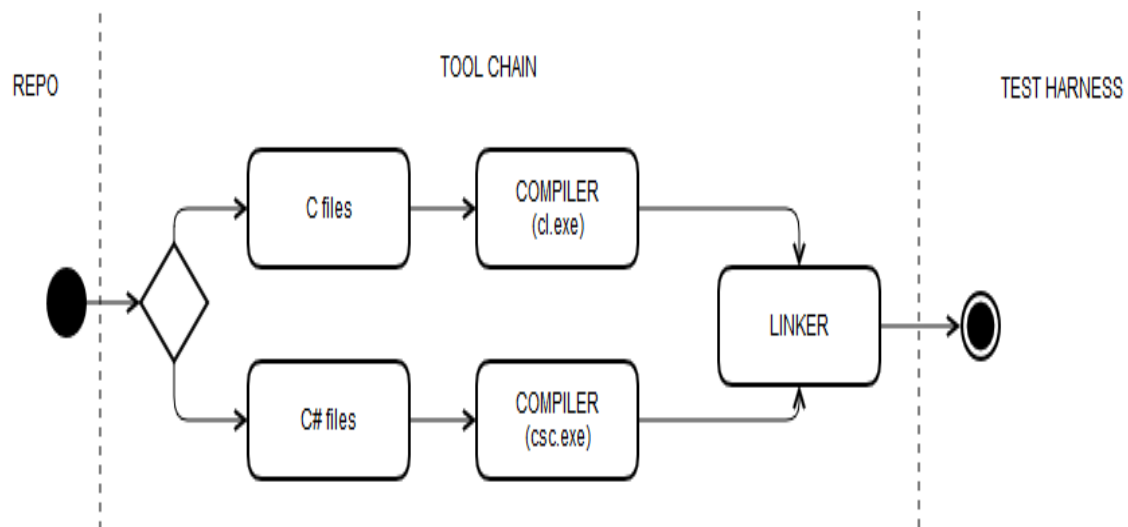 REPO
TOOL CHAIN
TEST HARNESS
C files
COMPILER
(cl.exe)
LINKER
C# files
COMPILER
(csc.exe)